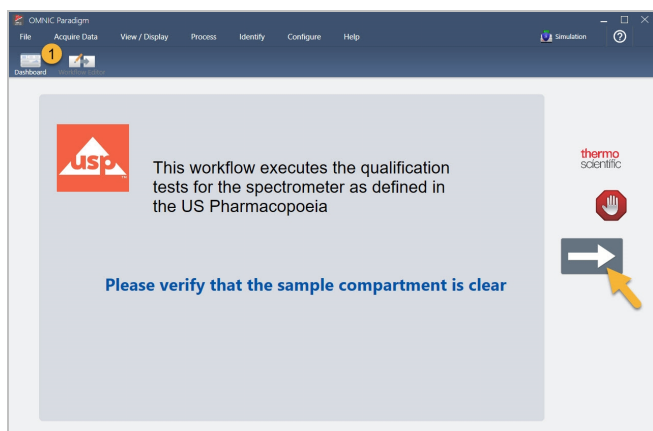 OMNIC Paradigm
File Acquire Data View / Display Process Identify Configure Help Simulation ?
1
Dashboard Workflow Editor
usp
This workflow executes the qualification
tests for the spectrometer as defined in
the US Pharmacopoeia
thermo
scientific
Please verify that the sample compartment is clear